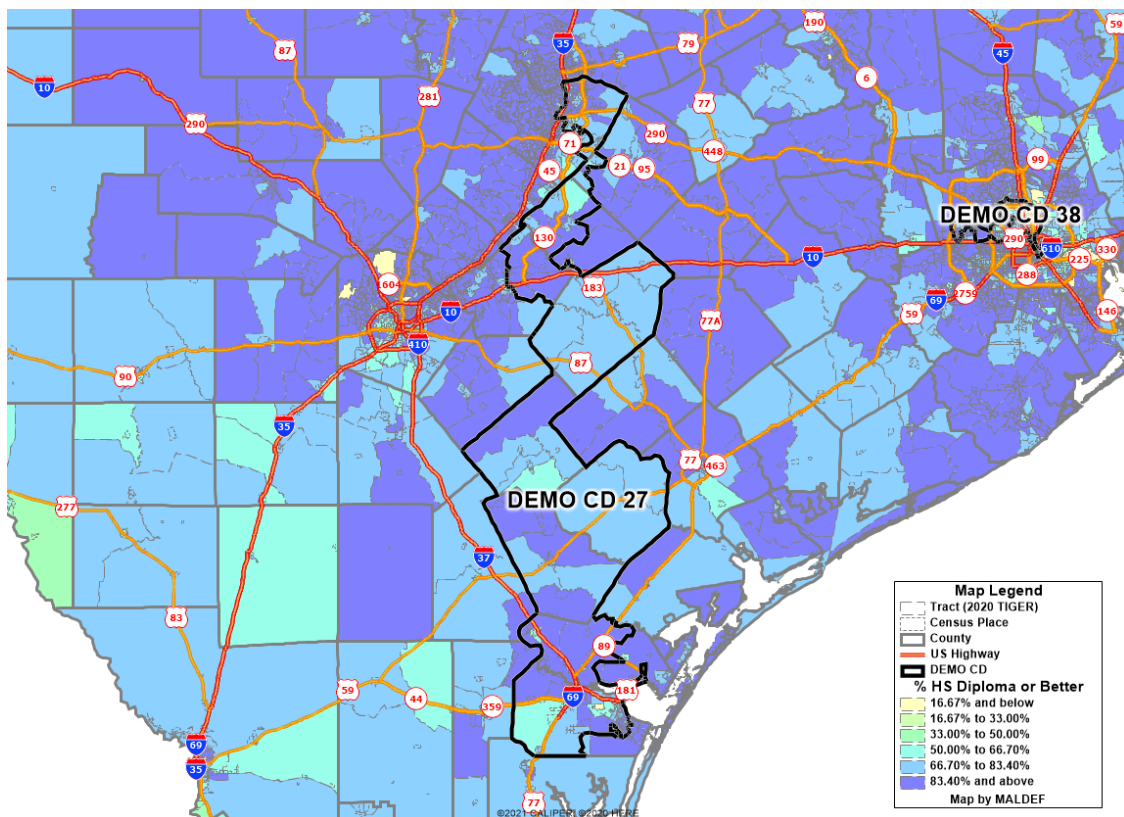 87
35
79
190
59
45
10
6
281
77
290
290
71
448
99
21
95
45
DEMO CD 38
290
610
330
225
130
10
288
183
1604
69
2759
10
59
146
77A
410
87
90
35
77
463
DEMO CD 27
277
37
83
89
59
69
181
44
359
69
35
77
Map Legend
Tract (2020 TIGER)
Census Place
County
US Highway
DEMO CD
% HS Diploma or Better
16.67% and below
16.67% to 33.00%
33.00% to 50.00%
50.00% to 66.70%
66.70% to 83.40%
83.40% and above
Map by MALDEF
©2021 CALIPER; ©2020 HERE